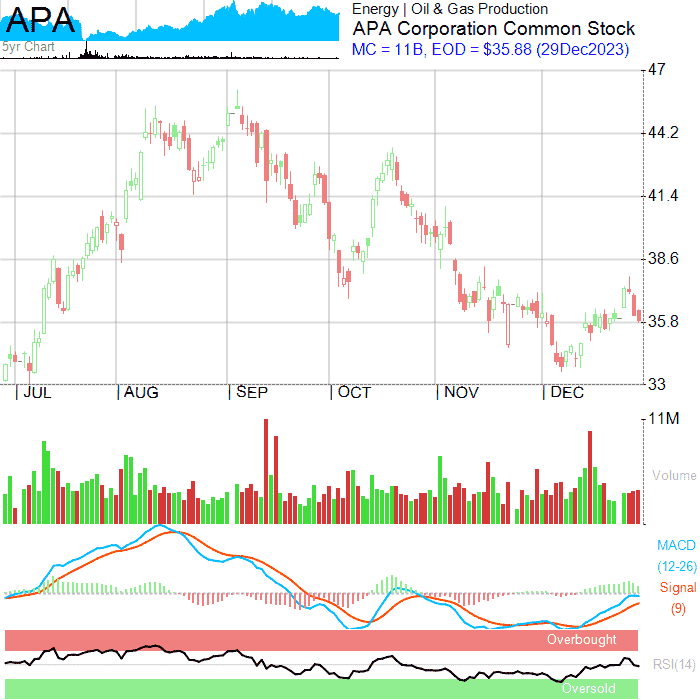 APA
5yr Chart
Energy | Oil & Gas Production
APA Corporation Common Stock
MC = 11B, EOD = $35.88 (29Dec2023)
47
44.2
41.4
38.6
35.8
33
|JUL |AUG |SEP |OCT |NOV |DEC
11M
Volume
MACD
(12-26)
Signal
(9)
Overbought
RSI(14)
Oversold